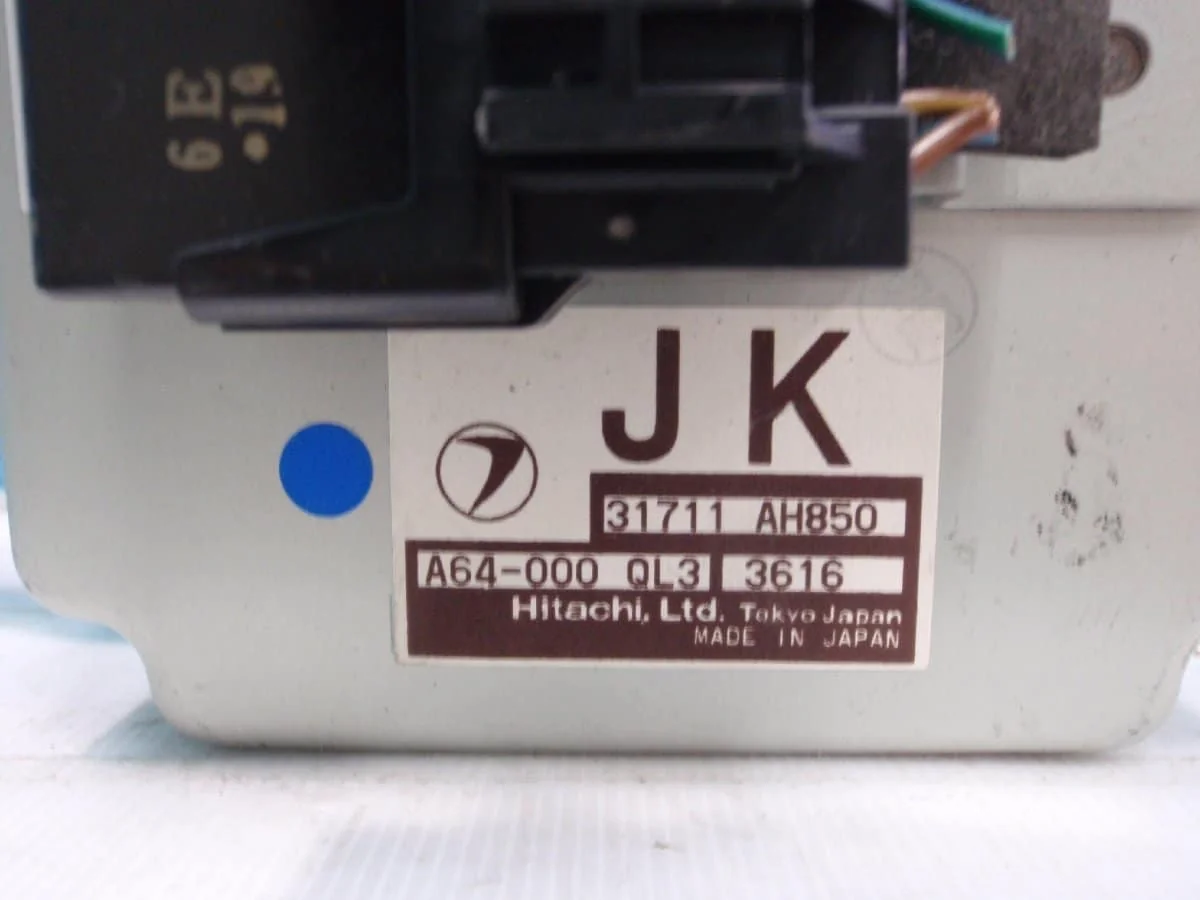 6E
•19
JK
31711 AH850
A64-000 QL3 3616
Hitachi, Ltd. Tokyo Japan
MADE IN JAPAN